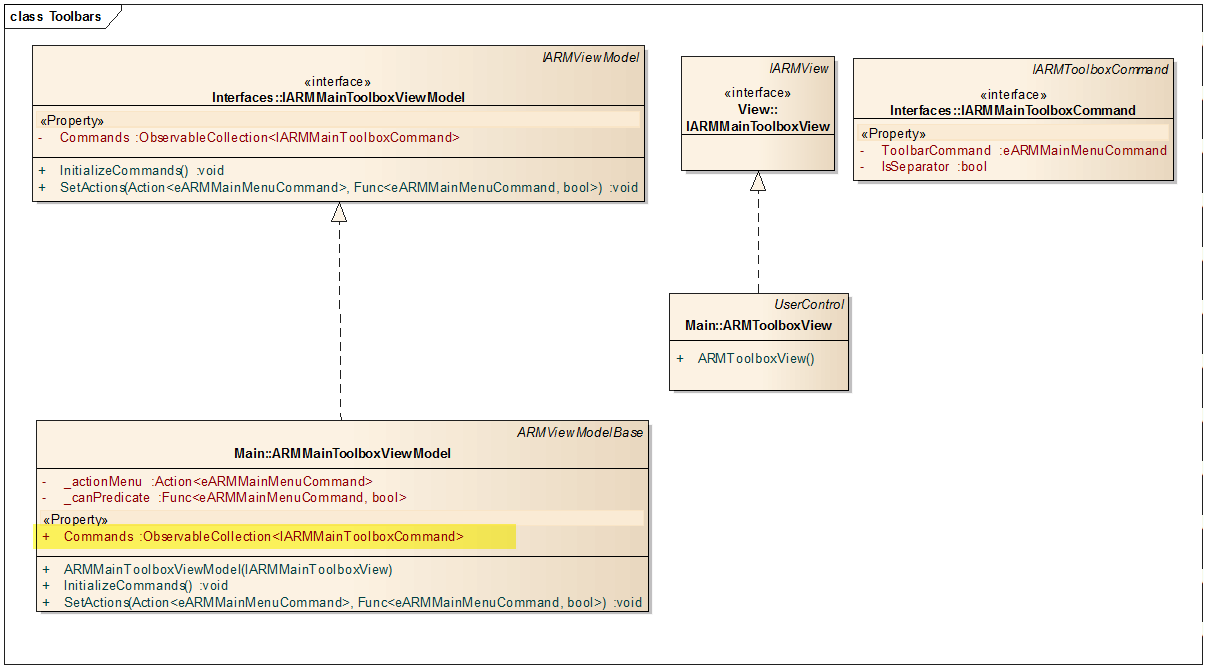 class Toolbars
IARMViewModel
«interface»
Interfaces::IARMMainToolboxViewModel
«Property»
- Commands :ObservableCollection<IARMMainToolboxCommand>
+ InitializeCommands() :void
+ SetActions(Action<eARMMainMenuCommand>, Func<eARMMainMenuCommand, bool>) :void
IARMView
«interface»
View::
IARMMainToolboxView
IARMToolboxCommand
«interface»
Interfaces::IARMMainToolboxCommand
«Property»
- ToolbarCommand :eARMMainMenuCommand
- IsSeparator :bool
UserControl
Main::ARMToolboxView
+ ARMToolboxView()
ARMViewModelBase
Main::ARMMainToolboxViewModel
- _actionMenu :Action<eARMMainMenuCommand>
- _canPredicate :Func<eARMMainMenuCommand, bool>
«Property»
+ Commands :ObservableCollection<IARMMainToolboxCommand>
+ ARMMainToolboxViewModel(IARMMainToolboxView)
+ InitializeCommands() :void
+ SetActions(Action<eARMMainMenuCommand>, Func<eARMMainMenuCommand, bool>) :void